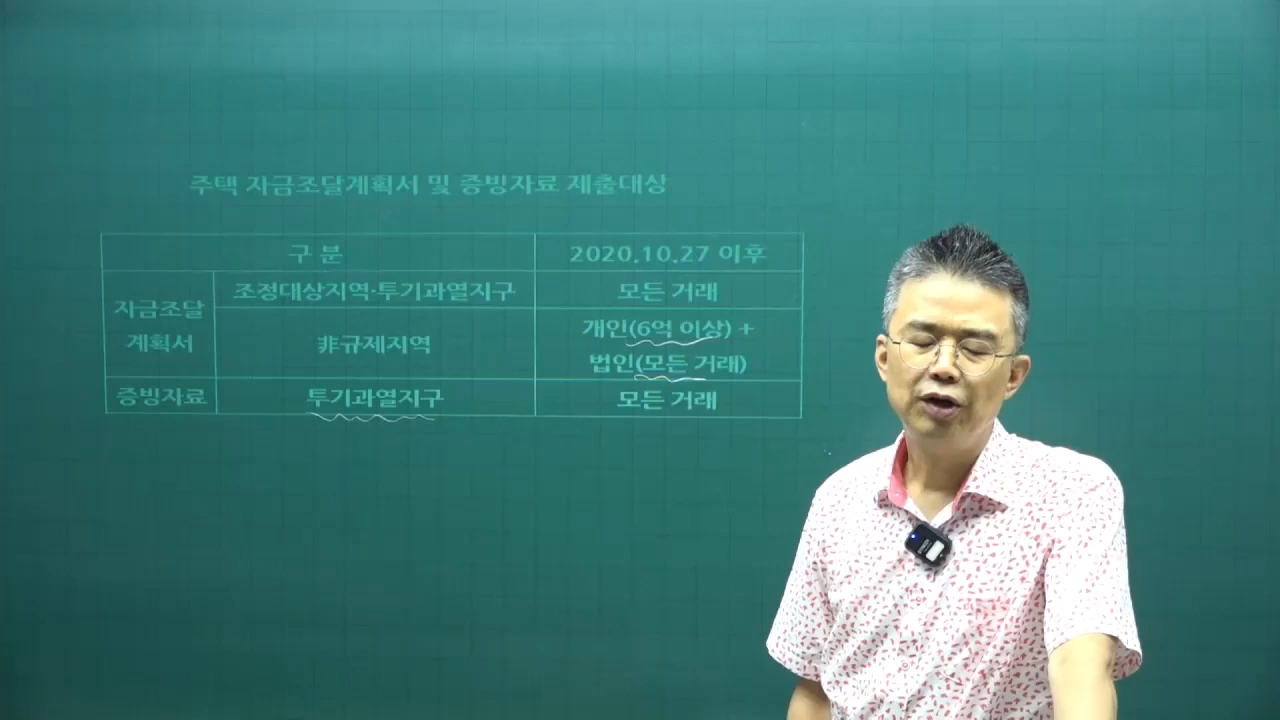 주택 자금조달계획서 및 증빙자료 제출대상
구 분 2020.10.27 이후
자금조달 계획서 조정대상지역·투기과열지구 모든 거래
非규제지역 개인(6억 이상) +
법인(모든 거래)
증빙자료 투기과열지구 모든 거래